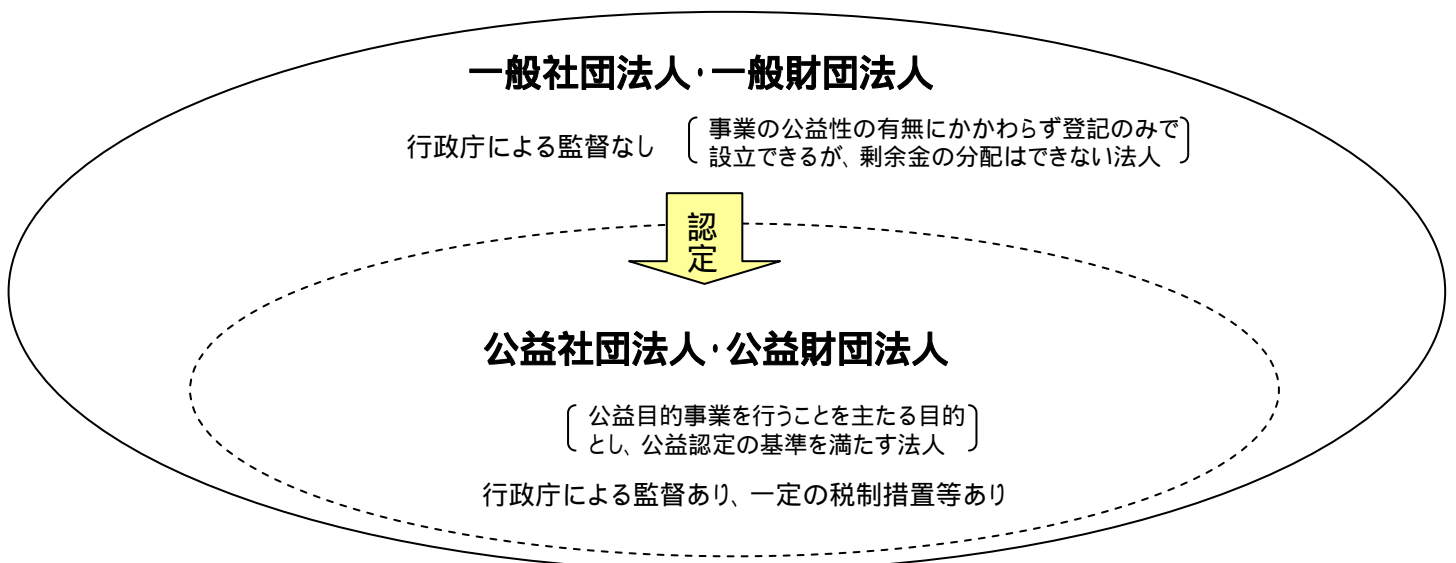 一般社団法人・一般財団法人
行政庁による監督なし
事業の公益性の有無にかかわらず登記のみで
設立できるが、剰余金の分配はできない法人
認
定
公益社団法人・公益財団法人
公益目的事業を行うことを主たる目的
とし、公益認定の基準を満たす法人
行政庁による監督あり、一定の税制措置等あり